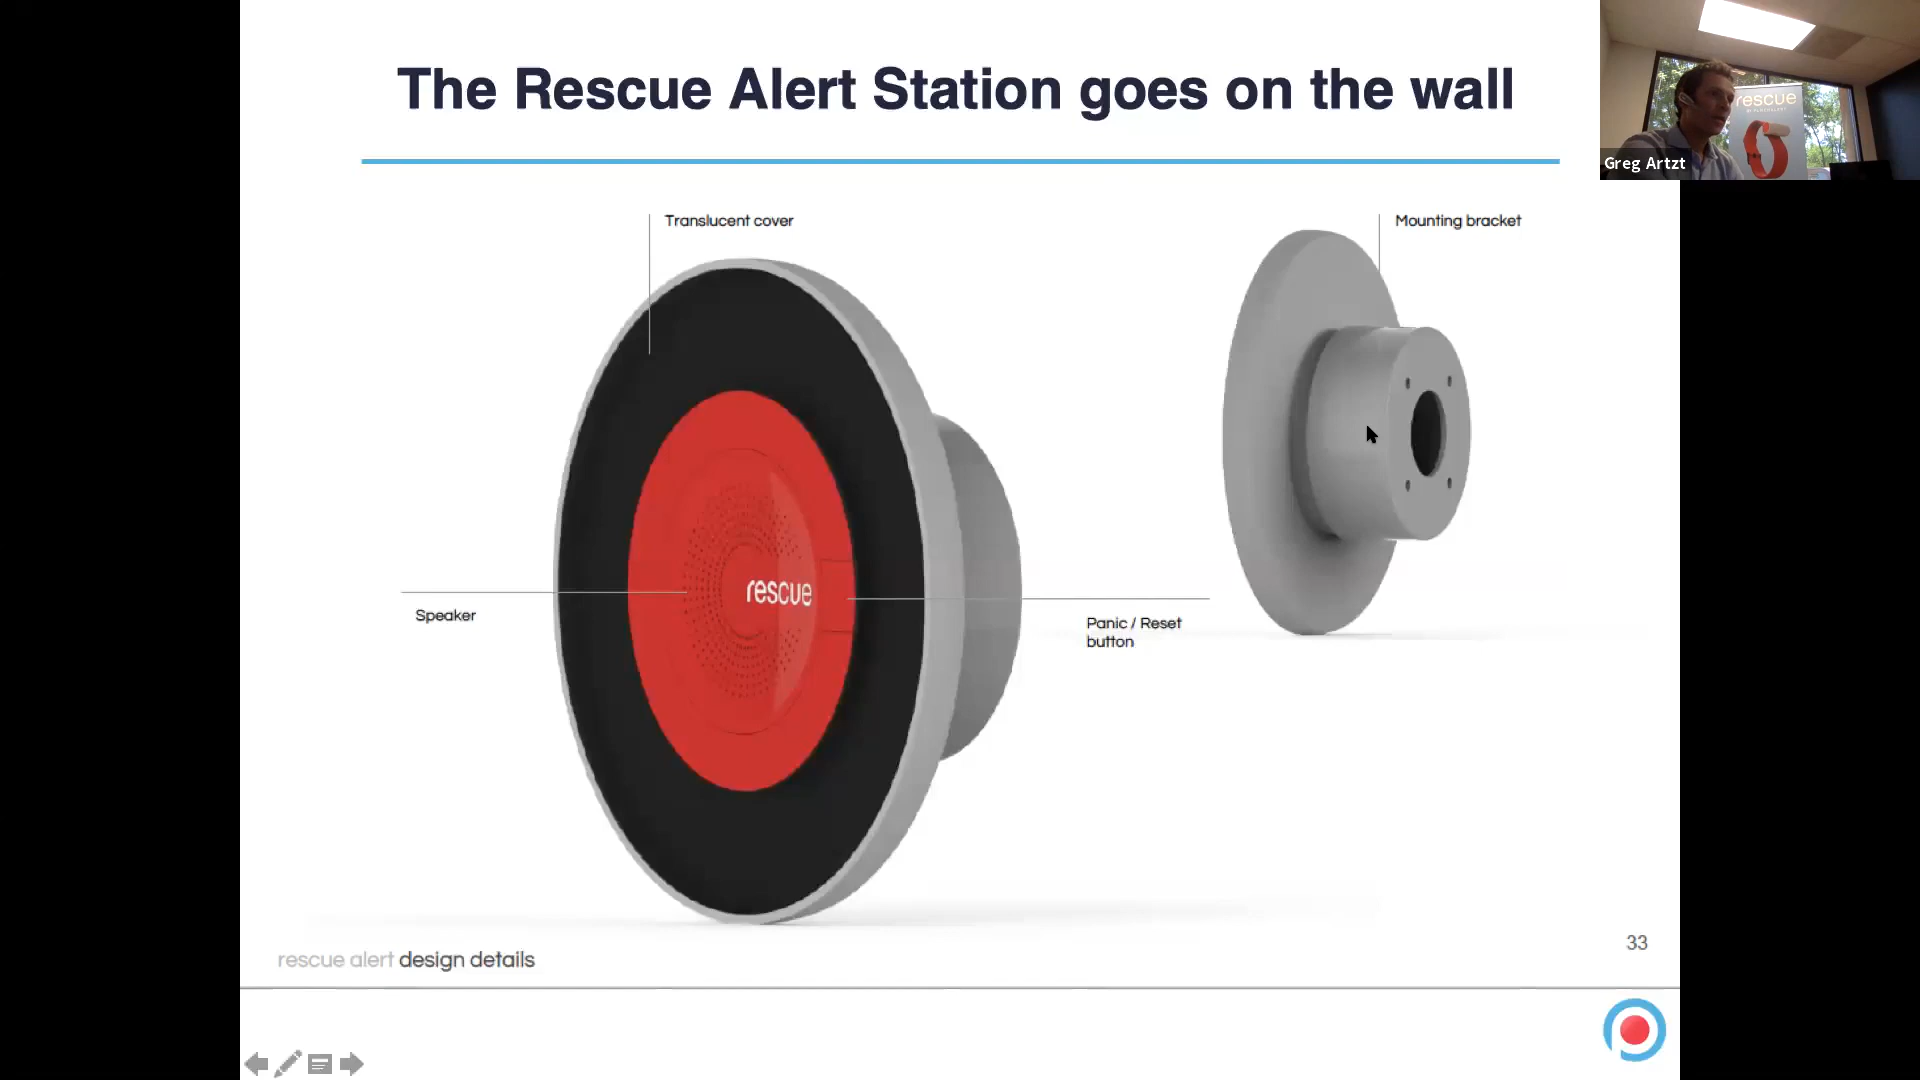 The Rescue Alert Station goes on the wall
rescue
Greg Artzt
Translucent cover
Mounting bracket
rescue
Speaker
Panic / Reset
button
33
rescue alert design details